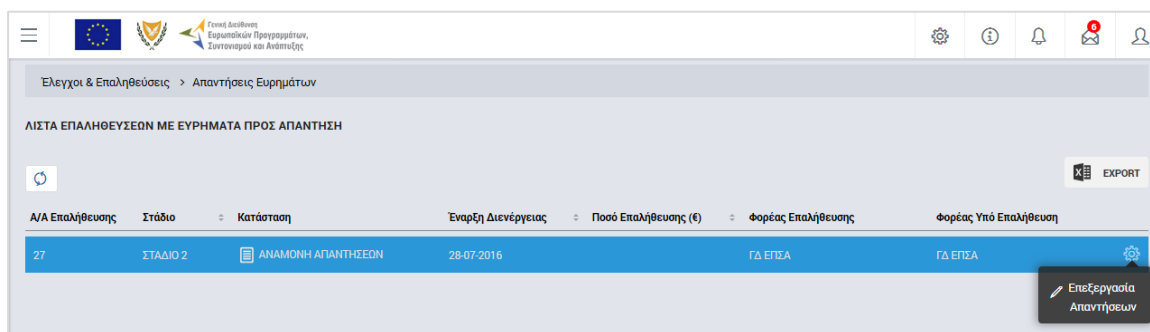 Γενική Διεύθυνση
Ευρωπαϊκών Προγραμμάτων,
Συντονισμού και Ανάπτυξης
6
Έλεγχοι & Επαληθεύσεις > Απαντήσεις Ευρημάτων
ΛΙΣΤΑ ΕΠΑΛΗΘΕΥΣΕΩΝ ΜΕ ΕΥΡΗΜΑΤΑ ΠΡΟΣ ΑΠΑΝΤΗΣΗ
EXPORT
Α/Α Επαλήθευσης Στάδιο Κατάσταση Έναρξη Διενέργειας Ποσό Επαλήθευσης (€) Φορέας Επαλήθευσης Φορέας Υπό Επαλήθευση
27 ΣΤΑΔΙΟ 2 ΑΝΑΜΟΝΗ ΑΠΑΝΤΗΣΕΩΝ 28-07-2016 ΓΔ ΕΠΣΑ ΓΔ ΕΠΣΑ
Επεξεργασία
Απαντήσεων